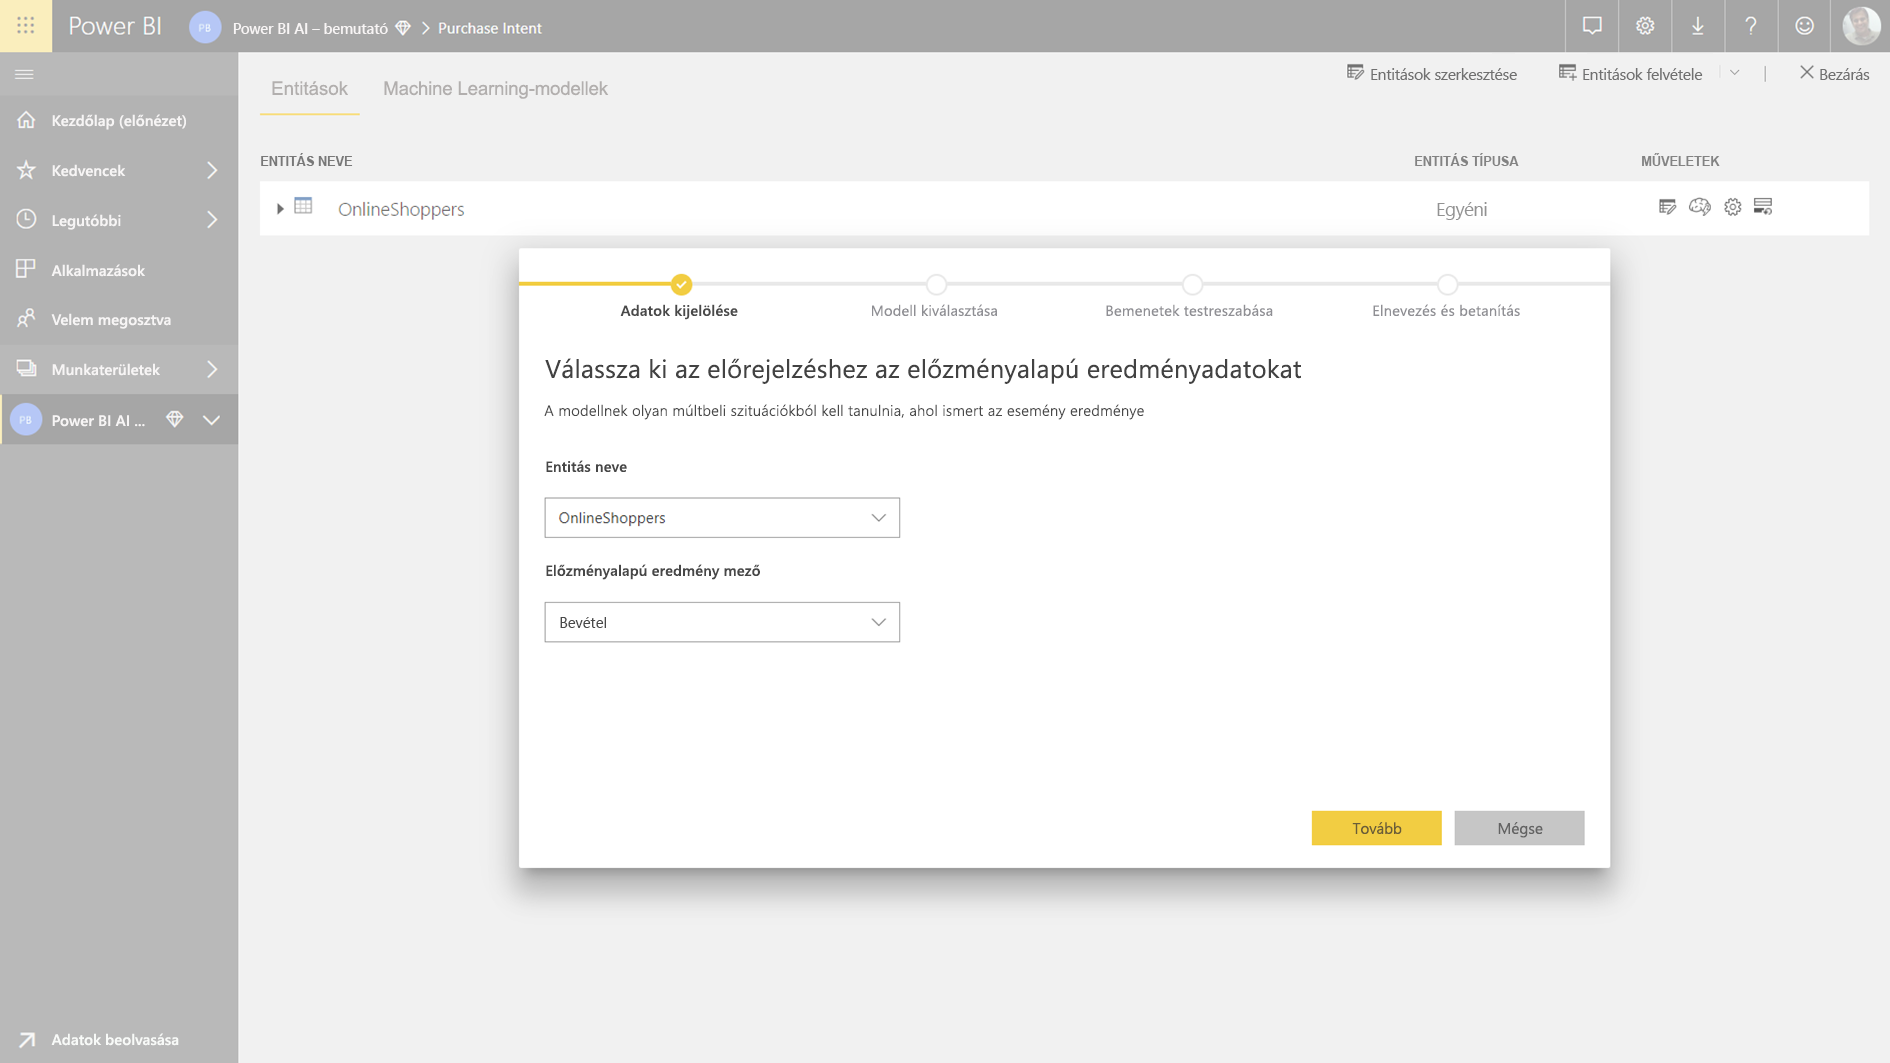 Power BI
PB
Power BI AI – bemutató
Purchase Intent
?
Entitások
Machine Learning-modellek
Entitások szerkesztése
Entitások felvétele
Bezárás
Kezdőlap (előnézet)
Kedvencek
Legutóbbi
Alkalmazások
Velem megosztva
Munkaterületek
PB
Power BI AI ...
Adatok beolvasása
ENTITÁS NEVE
ENTITÁS TÍPUSA
MŰVELETEK
OnlineShoppers
Egyéni
Adatok kijelölése
Modell kiválasztása
Bemenetek testreszabása
Elnevezés és betanítás
Válassza ki az előrejelzéshez az előzményalapú eredményadatokat
A modellnek olyan múltbeli szituációkból kell tanulnia, ahol ismert az esemény eredménye
Entitás neve
OnlineShoppers
Előzményalapú eredmény mező
Bevétel
Tovább
Mégse